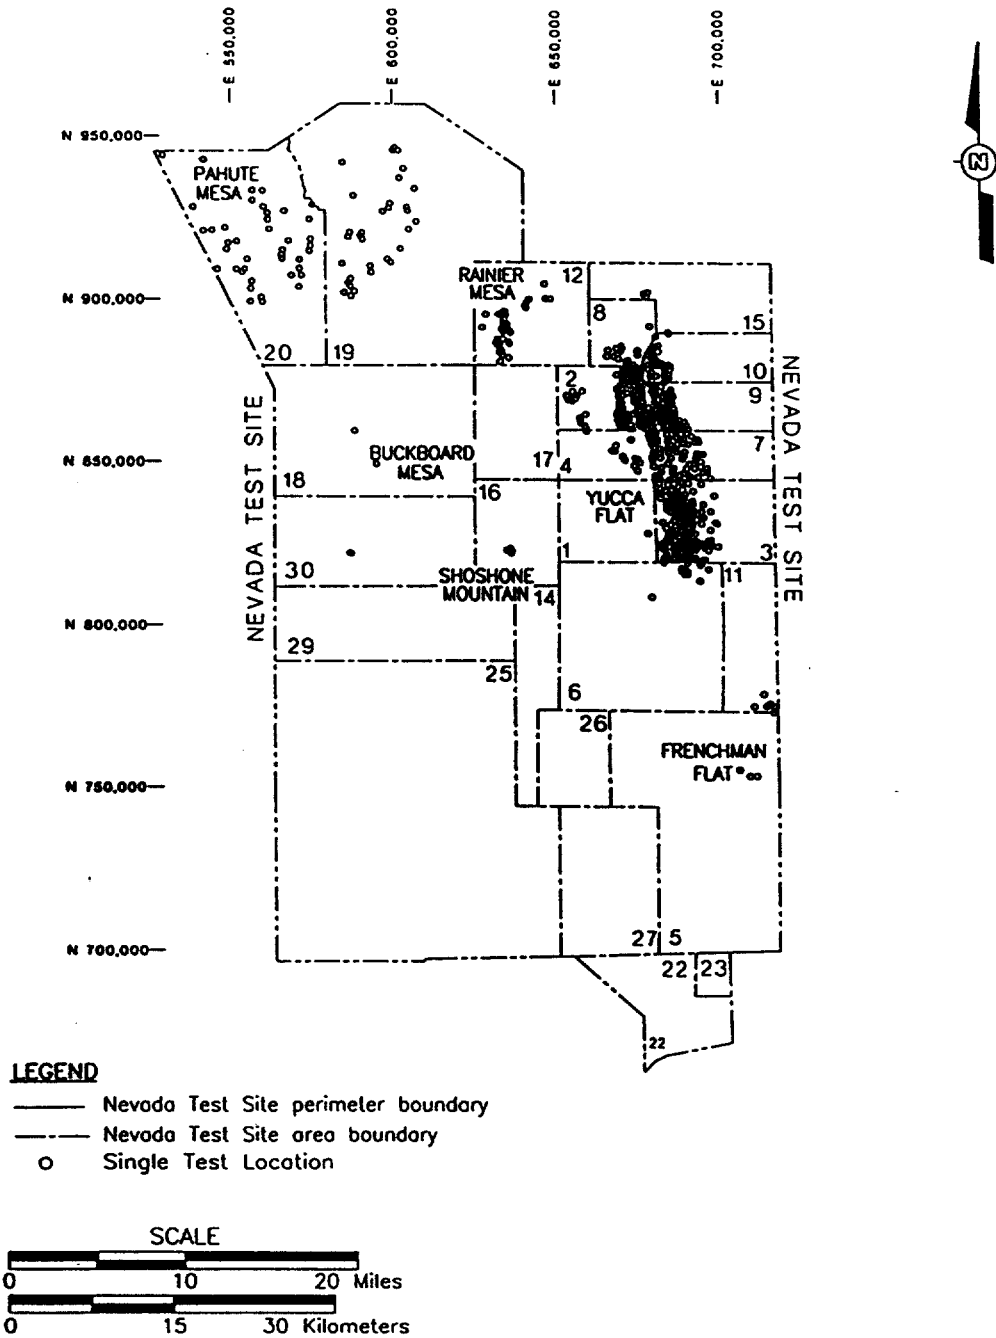 E 550,000
E 600,000
E 650,000
E 700,000
N 950,000
PAHUTE
MESA
N
RAINIER
MESA
12
N 900,000
8
15
20
19
2
10
9
NEVADA TEST SITE
NEVADA TEST SITE
BUCKBOARD
MESA
7
N 850,000
17
4
18
16
YUCCA
FLAT
1
3
30
SHOSHONE
MOUNTAIN
14
11
N 800,000
29
25
6
26
FRENCHMAN
FLAT
N 750,000
27
5
N 700,000
22
23
22
LEGEND
Nevada Test Site perimeter boundary
Nevada Test Site area boundary
Single Test Location
SCALE
0 10 20 Miles
0 15 30 Kilometers